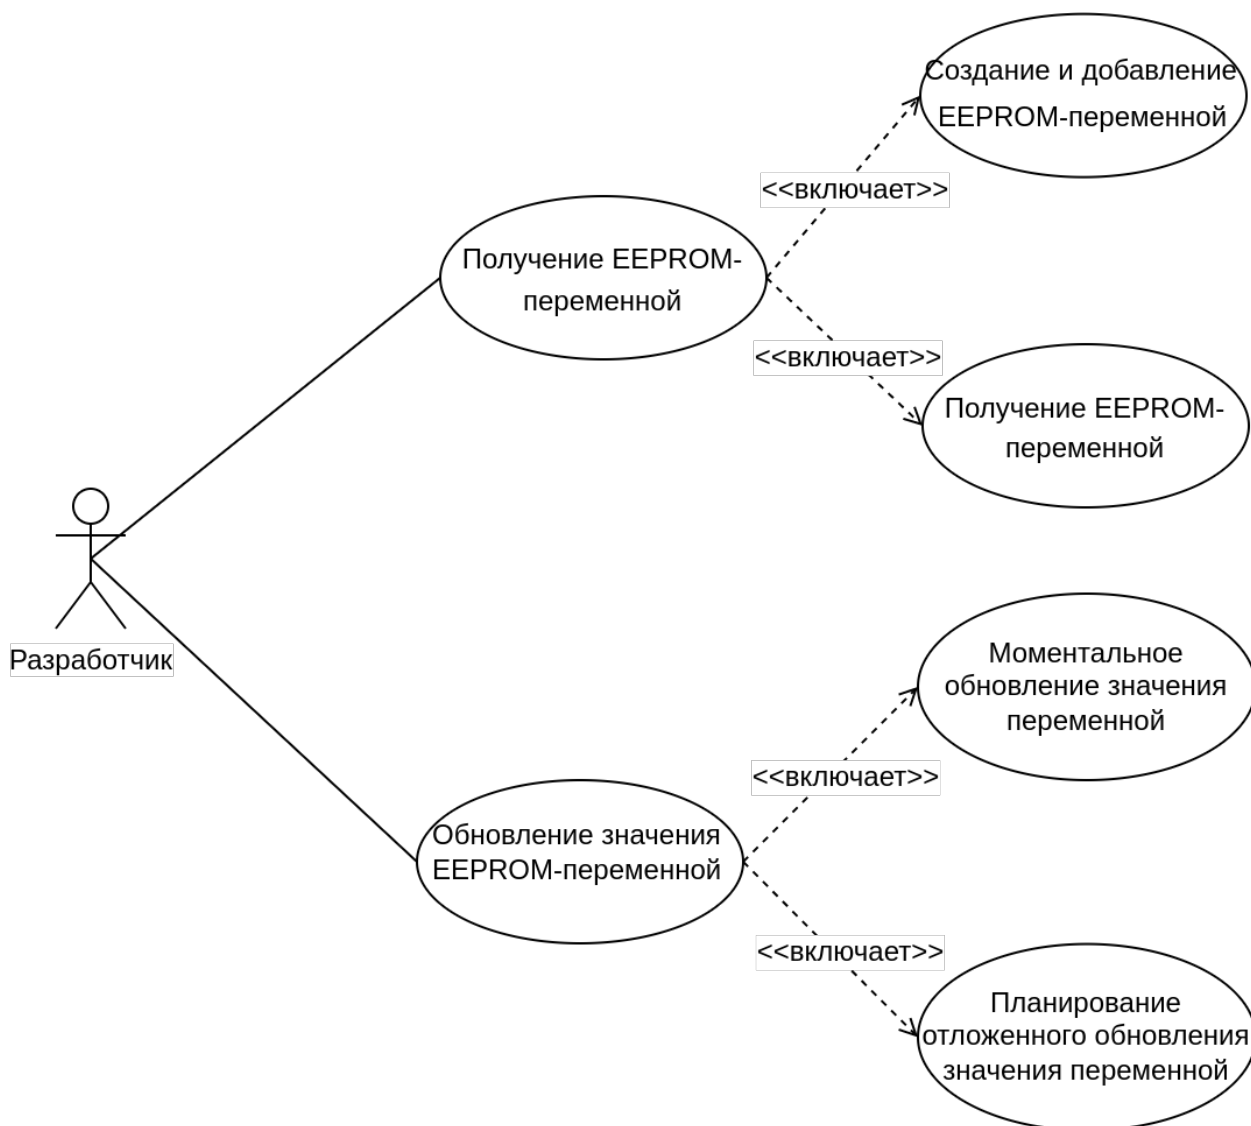 Создание и добавление
EEPROM-переменной
<<включает>>
Получение EEPROM-
переменной
<<включает>>
Получение EEPROM-
переменной
Разработчик
Моментальное
обновление значения
переменной
<<включает>>
Обновление значения
EEPROM-переменной
<<включает>>
Планирование
отложенного обновления
значения переменной